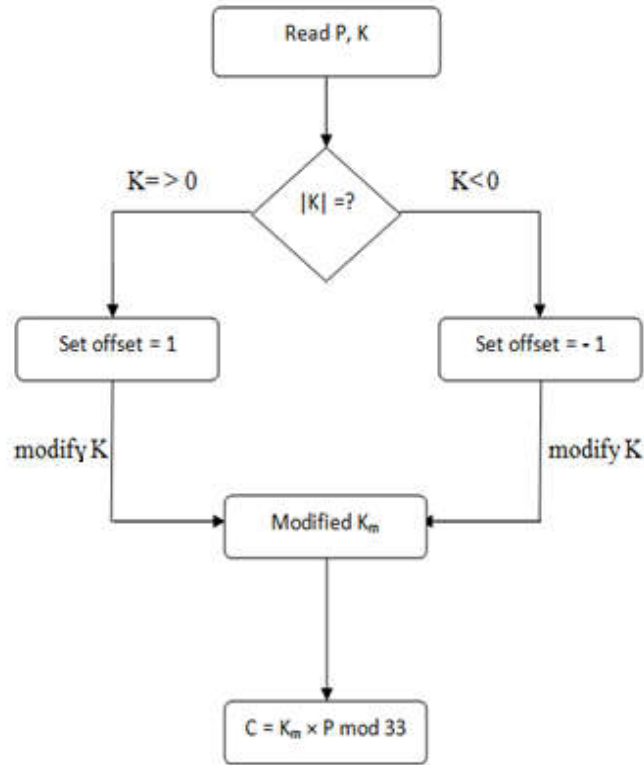 Read P, K
K= > 0
K<0
|K| =?
Set offset = 1
Set offset = - 1
modify K
modify K
Modified Kₘ
C = Kₘ × P mod 33